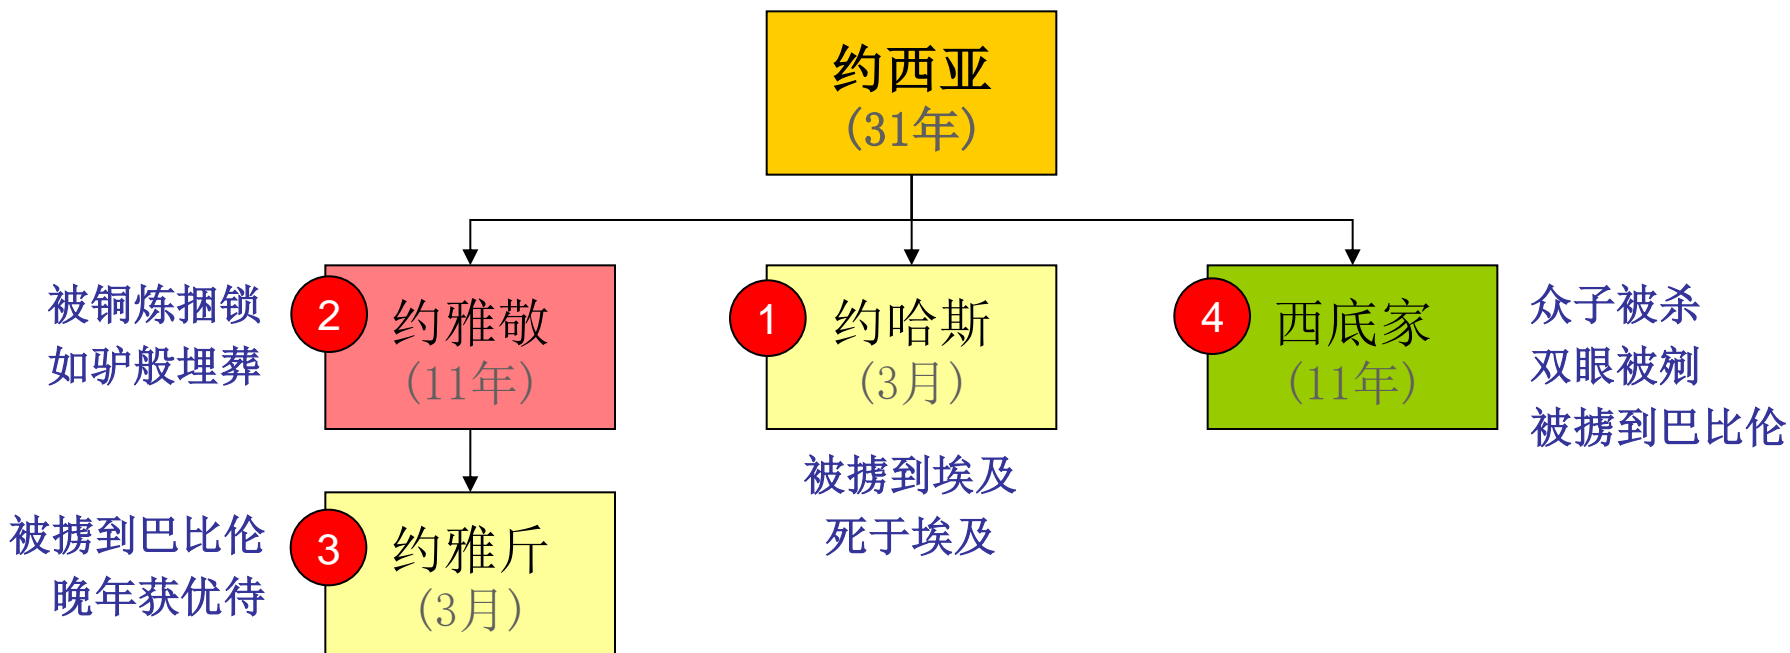 约西亚
(31年)
被铜炼捆锁
如驴般埋葬
2
约雅敬
(11年)
1
约哈斯
(3月)
被掳到埃及
死于埃及
4
西底家
(11年)
众子被杀
双眼被剜
被掳到巴比伦
被掳到巴比伦
晚年获优待
3
约雅斤
(3月)